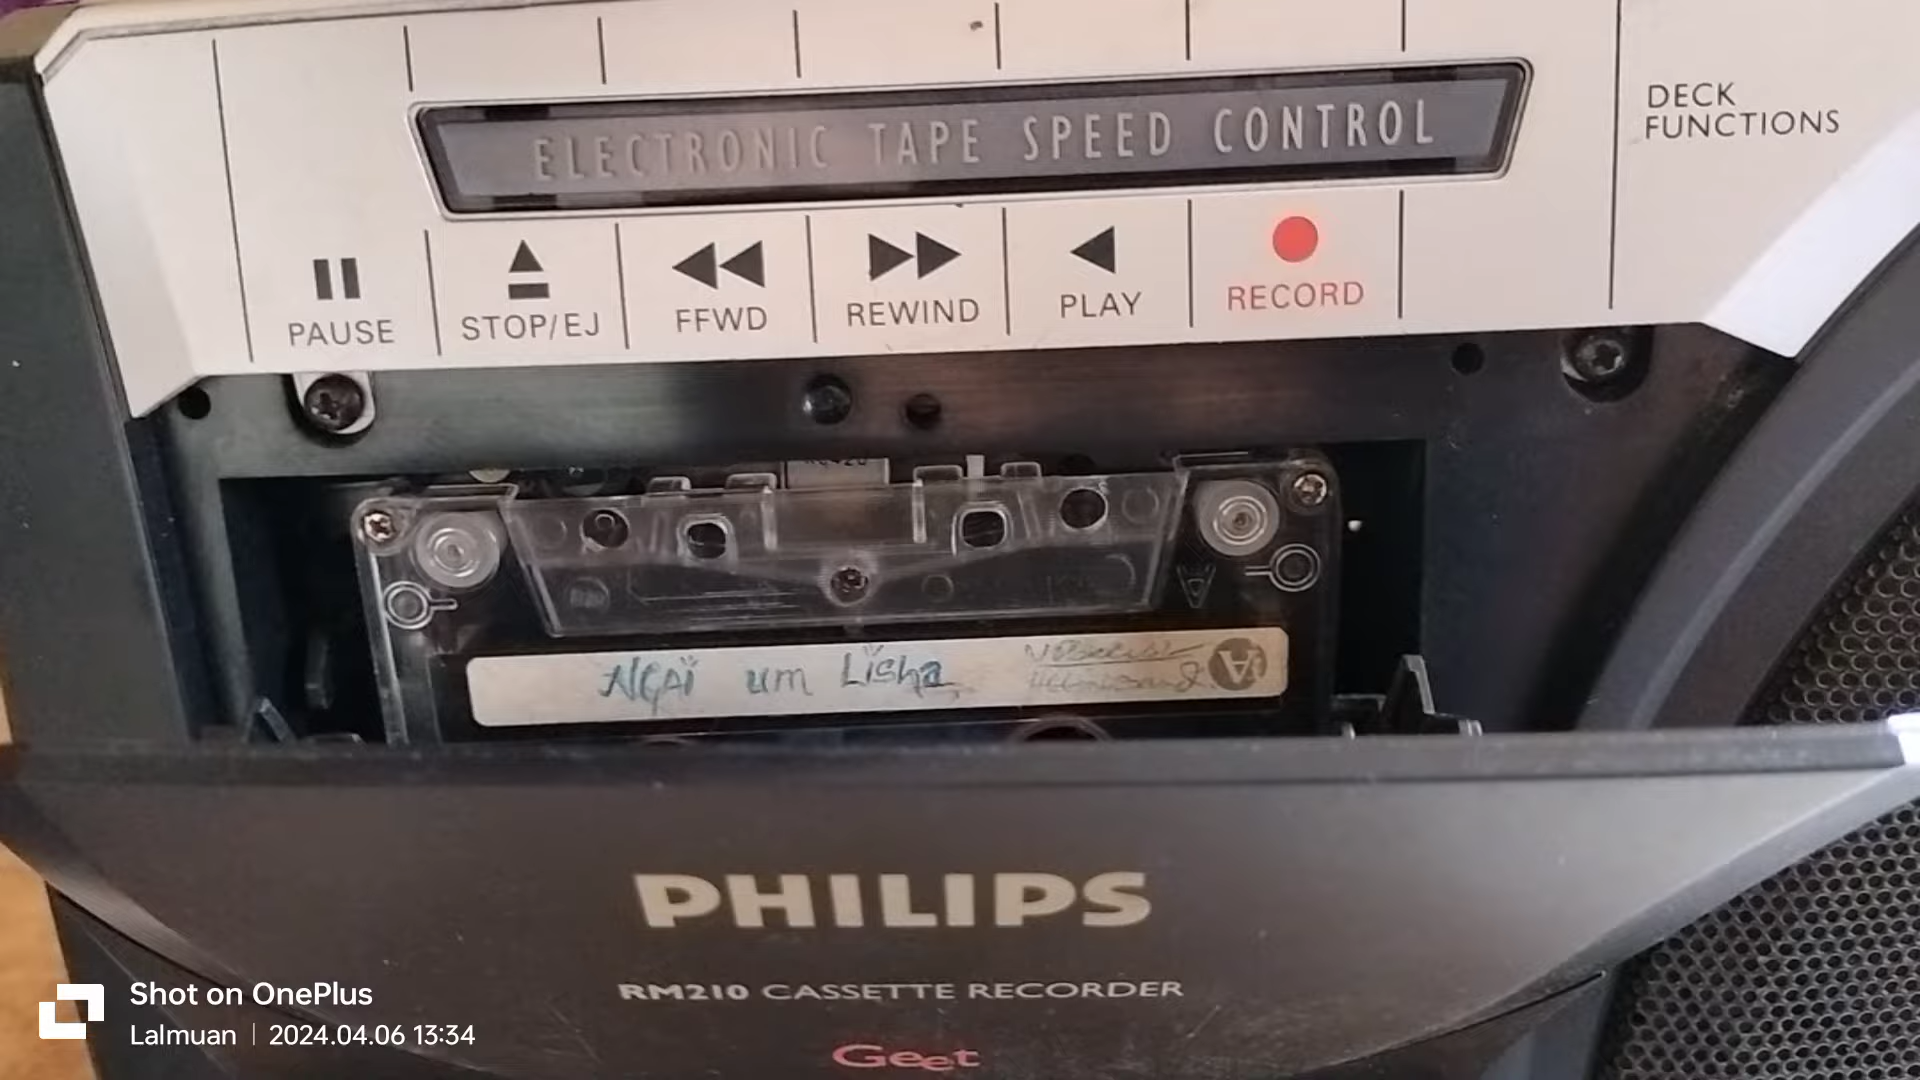 ELECTRONIC TAPE SPEED CONTROL
DECK
FUNCTIONS
PAUSE
STOP/EJ
FFWD
REWIND
PLAY
RECORD
Ngai um Lisha
A
PHILIPS
RM210 CASSETTE RECORDER
Geet
Shot on OnePlus
Lalmuan | 2024.04.06 13:34